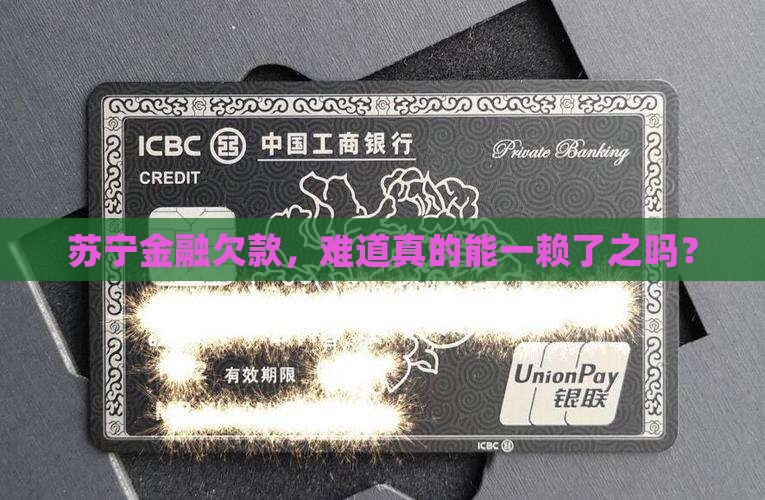 ICBC 中国工商银行
Private Banking
CREDIT
苏宁金融欠款，难道真的能一赖了之吗？
有效期限
UnionPay
银联
ICBC